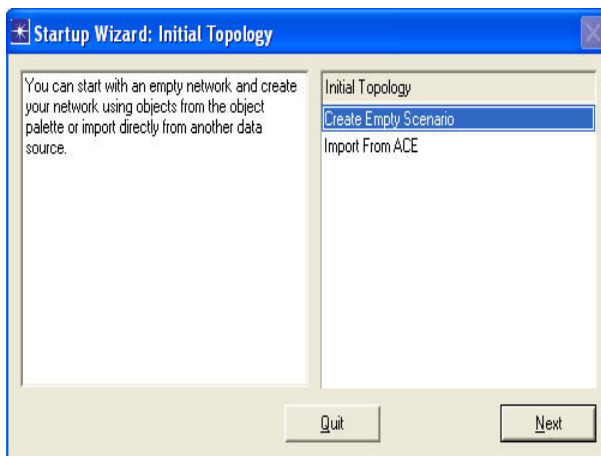 Startup Wizard: Initial Topology
You can start with an empty network and create
your network using objects from the object
palette or import directly from another data
source.
Initial Topology
Create Empty Scenario
Import From ACE
Quit
Next